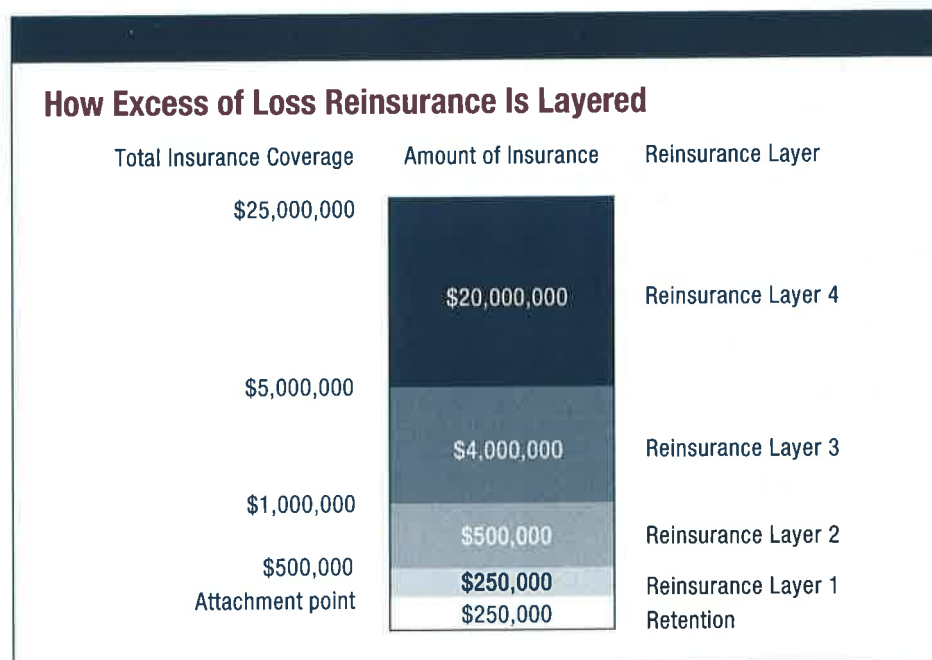 How Excess of Loss Reinsurance Is Layered
Total Insurance Coverage Amount of Insurance Reinsurance Layer
$25,000,000
$20,000,000 Reinsurance Layer 4
$5,000,000
$4,000,000 Reinsurance Layer 3
$1,000,000
$500,000 Reinsurance Layer 2
$500,000
$250,000 Reinsurance Layer 1
Attachment point
$250,000 Retention